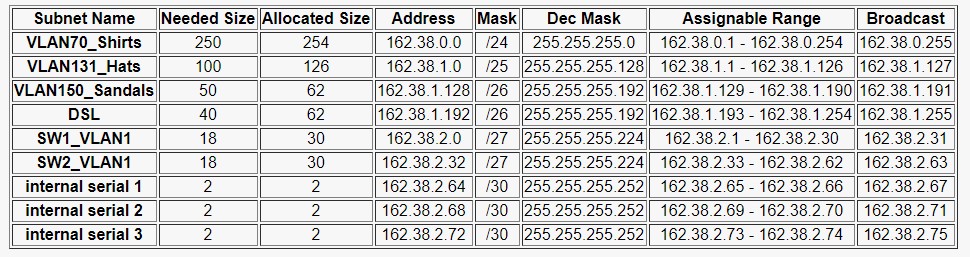 Subnet Name Needed Size Allocated Size Address Mask Dec Mask Assignable Range Broadcast
VLAN70_Shirts 250 254 162.38.0.0 /24 255.255.255.0 162.38.0.1 - 162.38.0.254 162.38.0.255
VLAN131_Hats 100 126 162.38.1.0 /25 255.255.255.128 162.38.1.1 - 162.38.1.126 162.38.1.127
VLAN150_Sandals 50 62 162.38.1.128 /26 255.255.255.192 162.38.1.129 - 162.38.1.190 162.38.1.191
DSL 40 62 162.38.1.192 /26 255.255.255.192 162.38.1.193 - 162.38.1.254 162.38.1.255
SW1_VLAN1 18 30 162.38.2.0 /27 255.255.255.224 162.38.2.1 - 162.38.2.30 162.38.2.31
SW2_VLAN1 18 30 162.38.2.32 /27 255.255.255.224 162.38.2.33 - 162.38.2.62 162.38.2.63
internal serial 1 2 2 162.38.2.64 /30 255.255.255.252 162.38.2.65 - 162.38.2.66 162.38.2.67
internal serial 2 2 2 162.38.2.68 /30 255.255.255.252 162.38.2.69 - 162.38.2.70 162.38.2.71
internal serial 3 2 2 162.38.2.72 /30 255.255.255.252 162.38.2.73 - 162.38.2.74 162.38.2.75